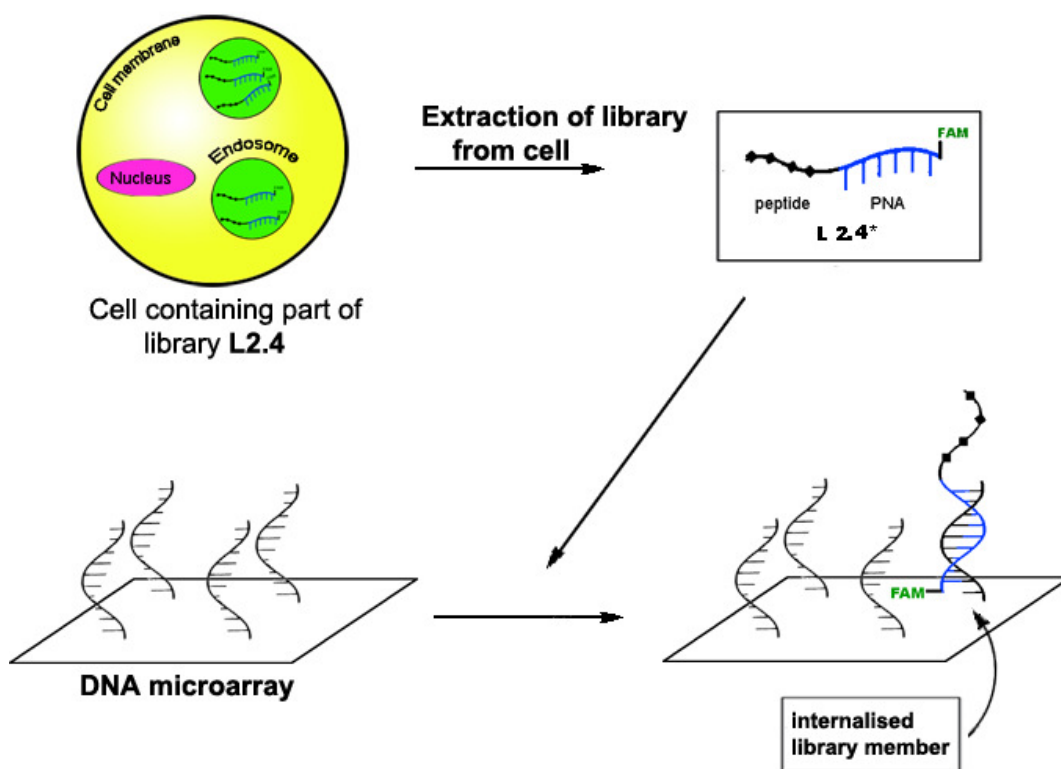 Cell membrane
Endosome
Nucleus
Cell containing part of
library L2.4
Extraction of library
from cell
FAM
peptide PNA
L 2.4*
DNA microarray
FAM
internalised
library member